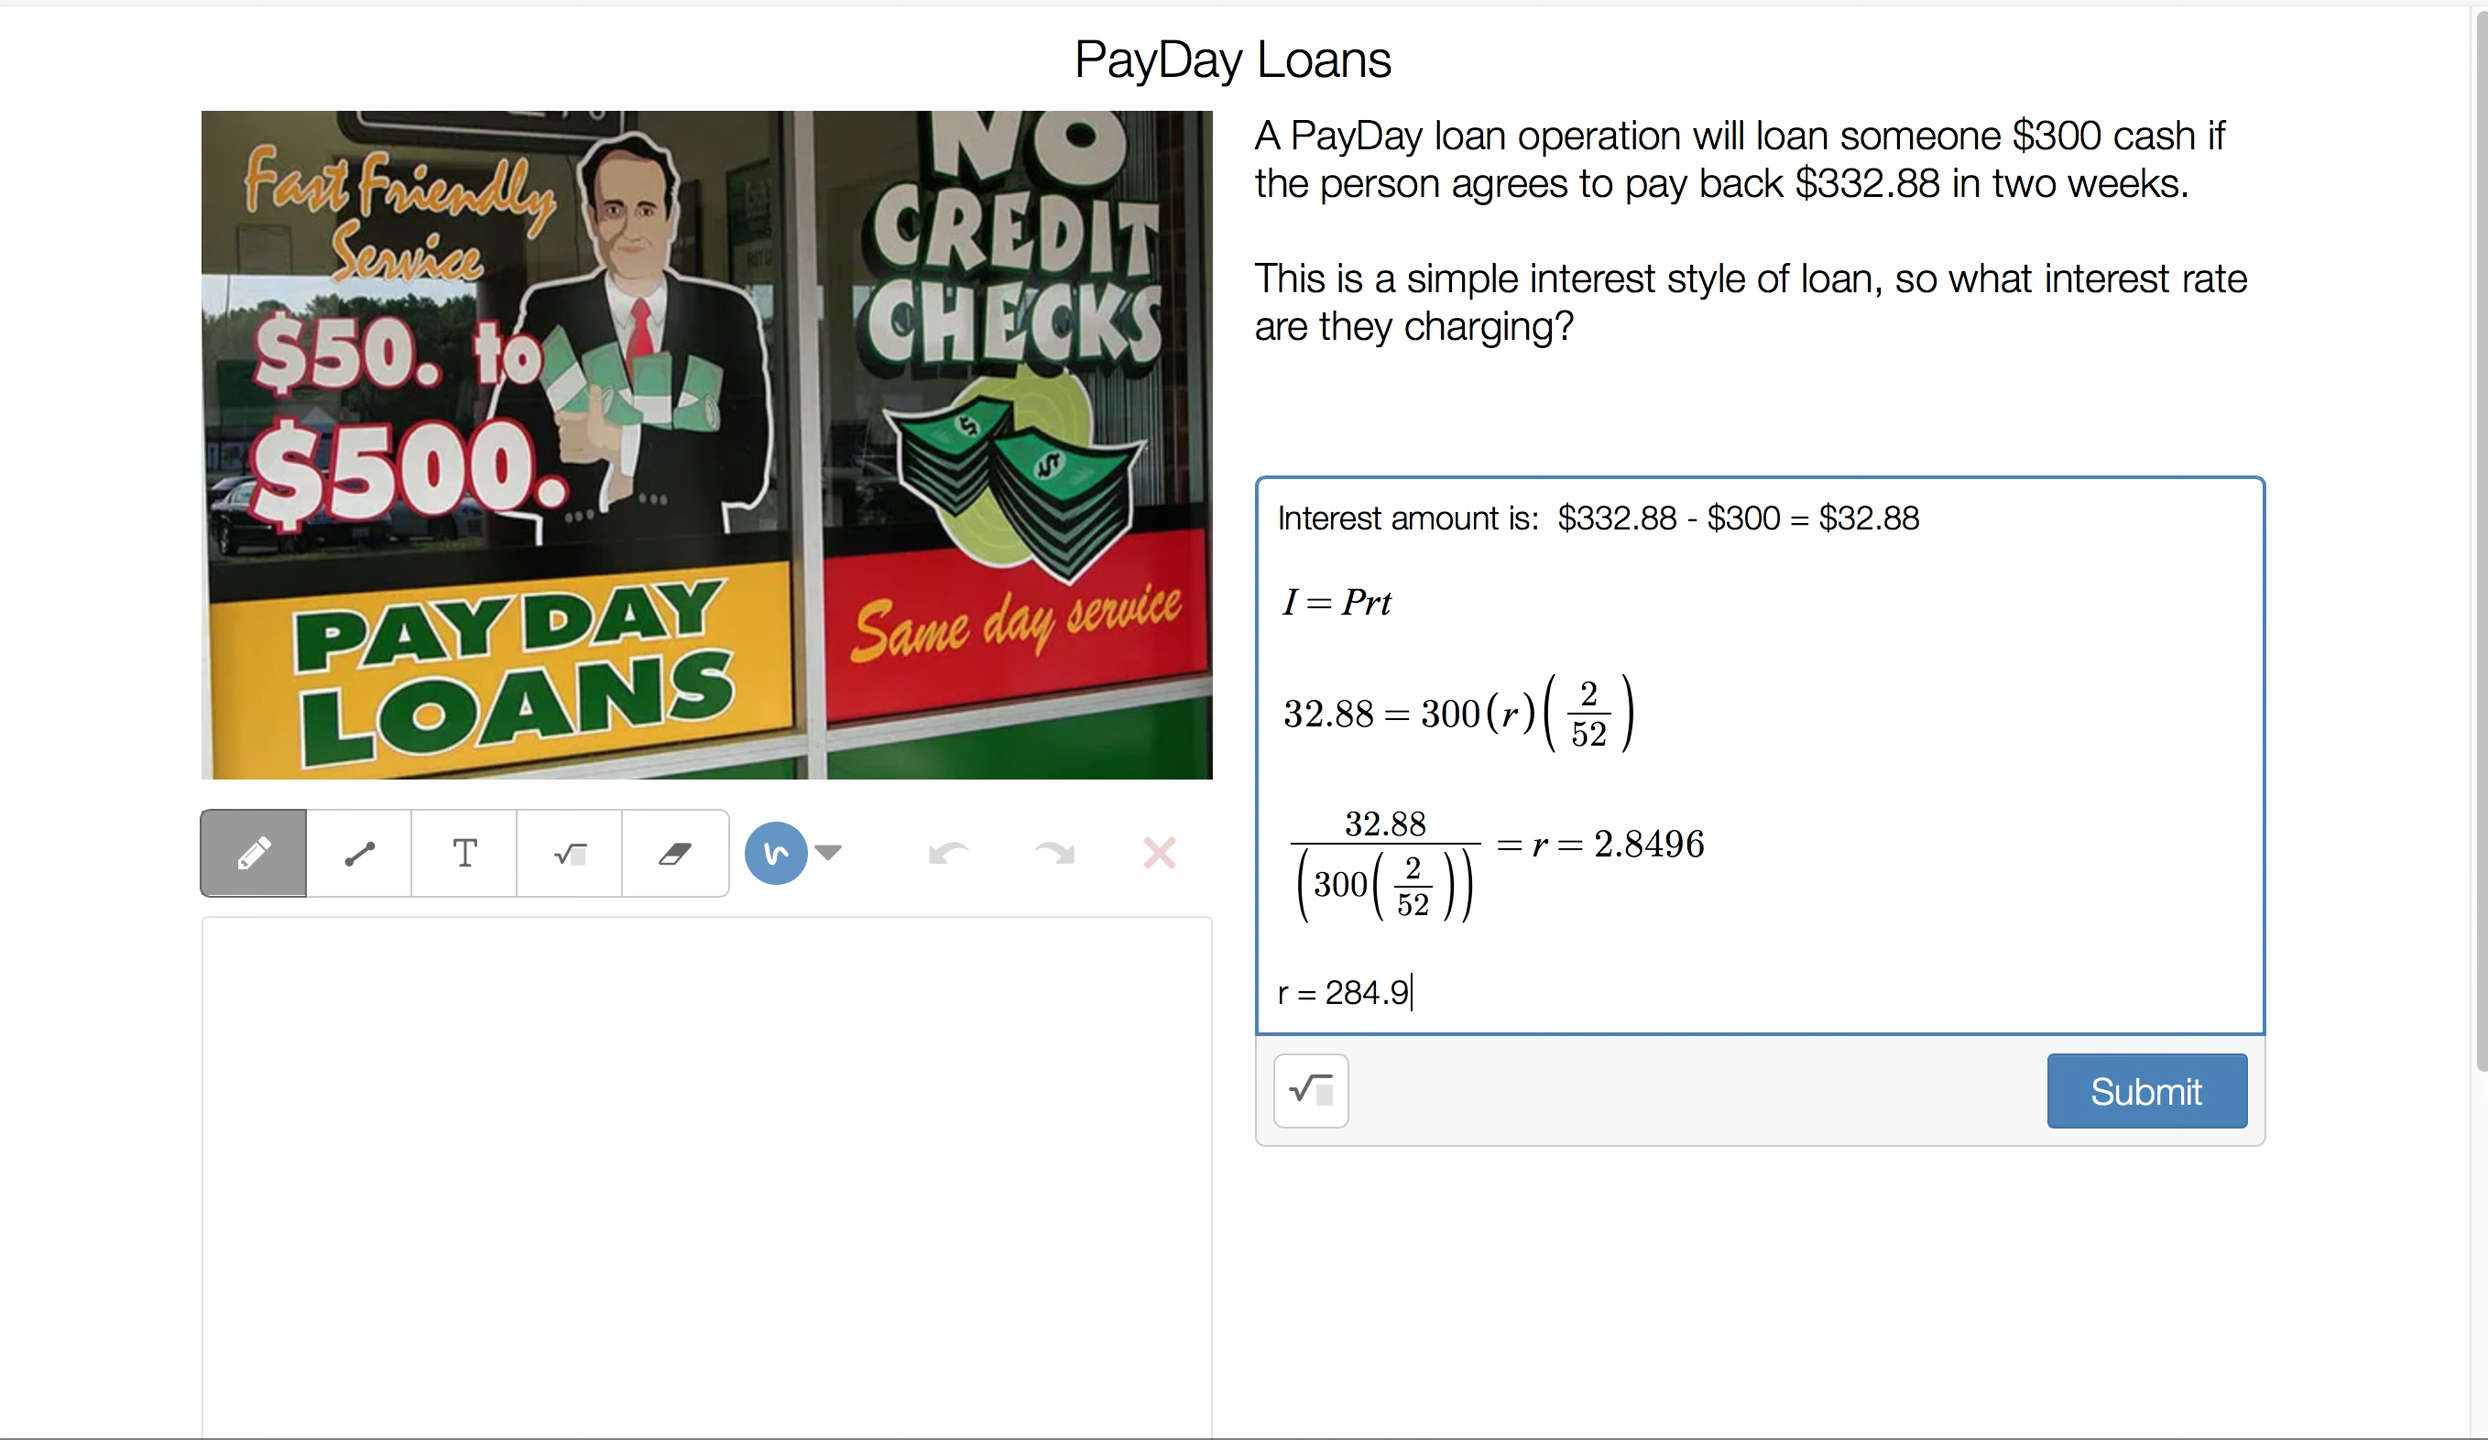 PayDay Loans
Fast Friendly
Service
$50. to
$500.
PAYDAY
LOANS
NO
CREDIT
CHECKS
Same day service
A PayDay loan operation will loan someone $300 cash if
the person agrees to pay back $332.88 in two weeks.
This is a simple interest style of loan, so what interest rate
are they charging?
Interest amount is:  $332.88 - $300 = $32.88
I = Prt
32.88 = 300(r)(2/52)
32.88/(300(2/52)) = r = 2.8496
r = 284.9
T
Submit